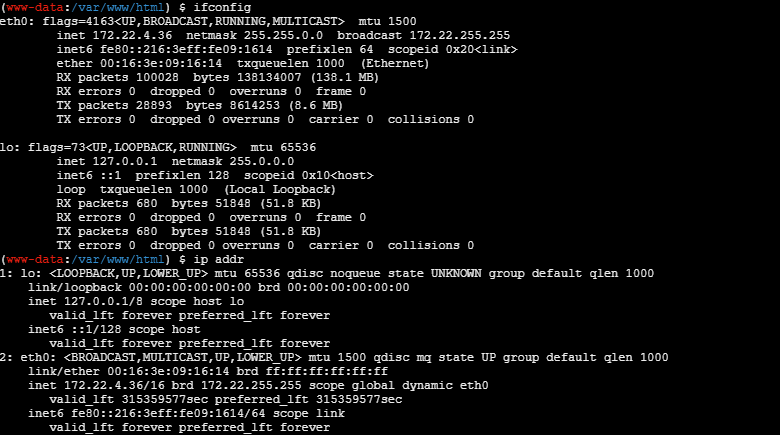 (www-data:/var/www/html) $ ifconfig
eth0: flags=4163<UP,BROADCAST,RUNNING,MULTICAST>  mtu 1500
        inet 172.22.4.36  netmask 255.255.0.0  broadcast 172.22.255.255
        inet6 fe80::216:3eff:fe09:1614  prefixlen 64  scopeid 0x20<link>
        ether 00:16:3e:09:16:14  txqueuelen 1000  (Ethernet)
        RX packets 100028  bytes 138134007 (138.1 MB)
        RX errors 0  dropped 0  overruns 0  frame 0
        TX packets 28893  bytes 8614253 (8.6 MB)
        TX errors 0  dropped 0 overruns 0  carrier 0  collisions 0

lo: flags=73<UP,LOOPBACK,RUNNING>  mtu 65536
        inet 127.0.0.1  netmask 255.0.0.0
        inet6 ::1  prefixlen 128  scopeid 0x10<host>
        loop  txqueuelen 1000  (Local Loopback)
        RX packets 680  bytes 51848 (51.8 KB)
        RX errors 0  dropped 0  overruns 0  frame 0
        TX packets 680  bytes 51848 (51.8 KB)
        TX errors 0  dropped 0 overruns 0  carrier 0  collisions 0
(www-data:/var/www/html) $ ip addr
1: lo: <LOOPBACK,UP,LOWER_UP> mtu 65536 qdisc noqueue state UNKNOWN group default qlen 1000
    link/loopback 00:00:00:00:00:00 brd 00:00:00:00:00:00
    inet 127.0.0.1/8 scope host lo
       valid_lft forever preferred_lft forever
    inet6 ::1/128 scope host
       valid_lft forever preferred_lft forever
2: eth0: <BROADCAST,MULTICAST,UP,LOWER_UP> mtu 1500 qdisc mq state UP group default qlen 1000
    link/ether 00:16:3e:09:16:14 brd ff:ff:ff:ff:ff:ff
    inet 172.22.4.36/16 brd 172.22.255.255 scope global dynamic eth0
       valid_lft 315359577sec preferred_lft 315359577sec
    inet6 fe80::216:3eff:fe09:1614/64 scope link
       valid_lft forever preferred_lft forever